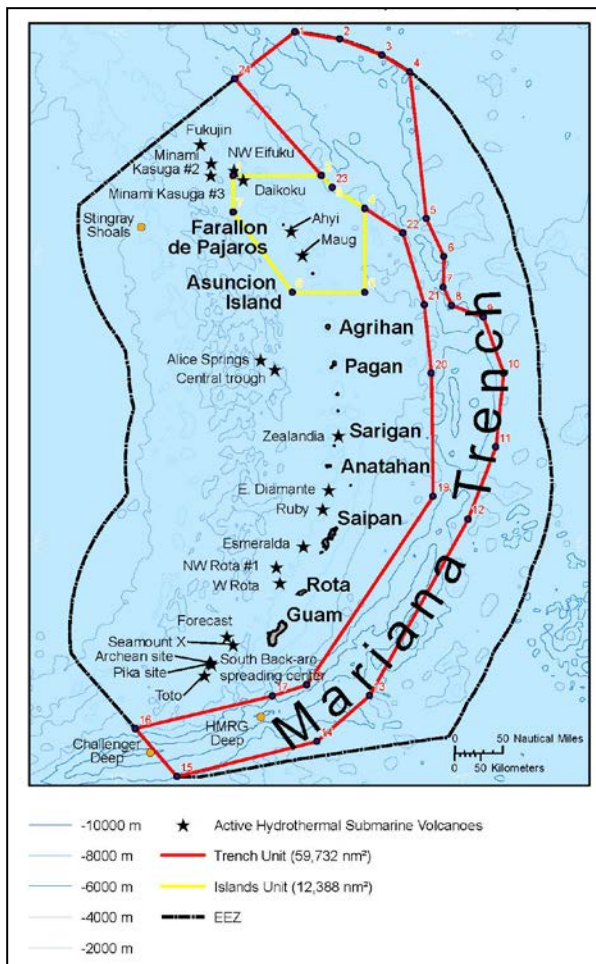 1
2
3
4
24
Fukujin
Minami
Kasuga #2
NW Eifuku
Minami Kasuga #3
Daikoku
23
Stingray
Shoals
Farallon
de Pajaros
Ahyi
Maug
22
5
6
7
8
9
Asuncion
Island
21
Agrihan
Alice Springs
Central trough
Pagan
20
10
Zealandia
Sarigan
11
Anatahan
E. Diamante
19
12
Ruby
Saipan
Esmeralda
NW Rota #1
W Rota
Rota
Forecast
Guam
Seamount X
Archean site
Pika site
South Back-arc
spreading center
Toto
17
13
16
HMRG
Deep
14
Challenger
Deep
15
Mariana Trench
0 50 Nautical Miles
0 50 Kilometers
-10000 m
Active Hydrothermal Submarine Volcanoes
-8000 m
Trench Unit (59,732 nm²)
-6000 m
Islands Unit (12,388 nm²)
-4000 m
EEZ
-2000 m